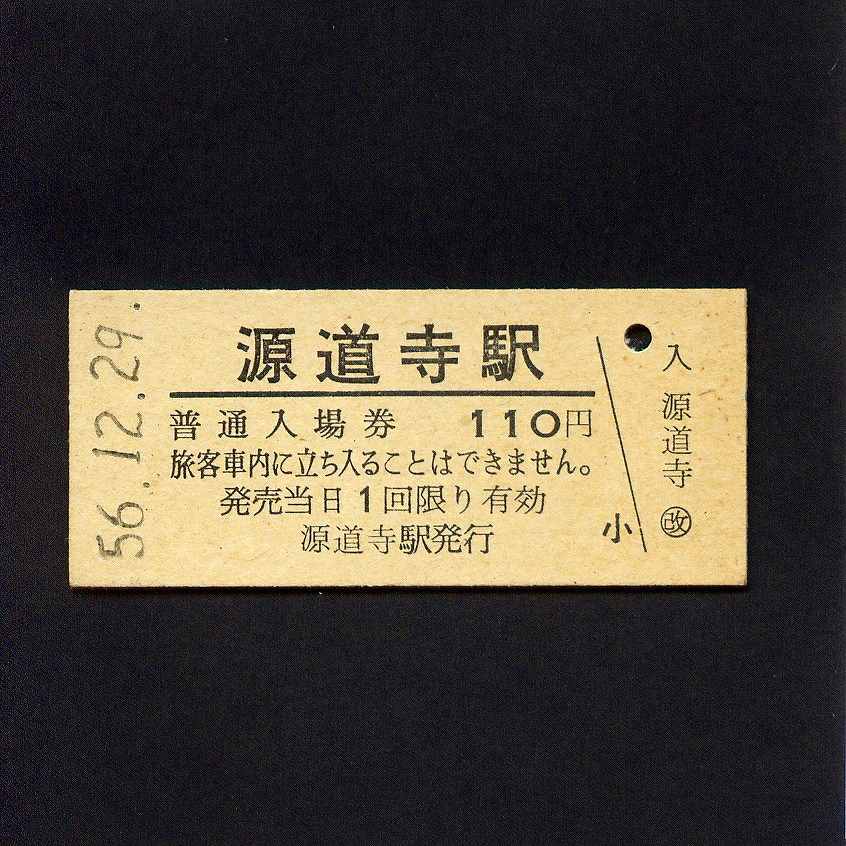 56.12.29.
源道寺駅
普通入場券 110円
旅客車内に立ち入ることはできません。
発売当日1回限り有効
源道寺駅発行
小
入
源道寺
改